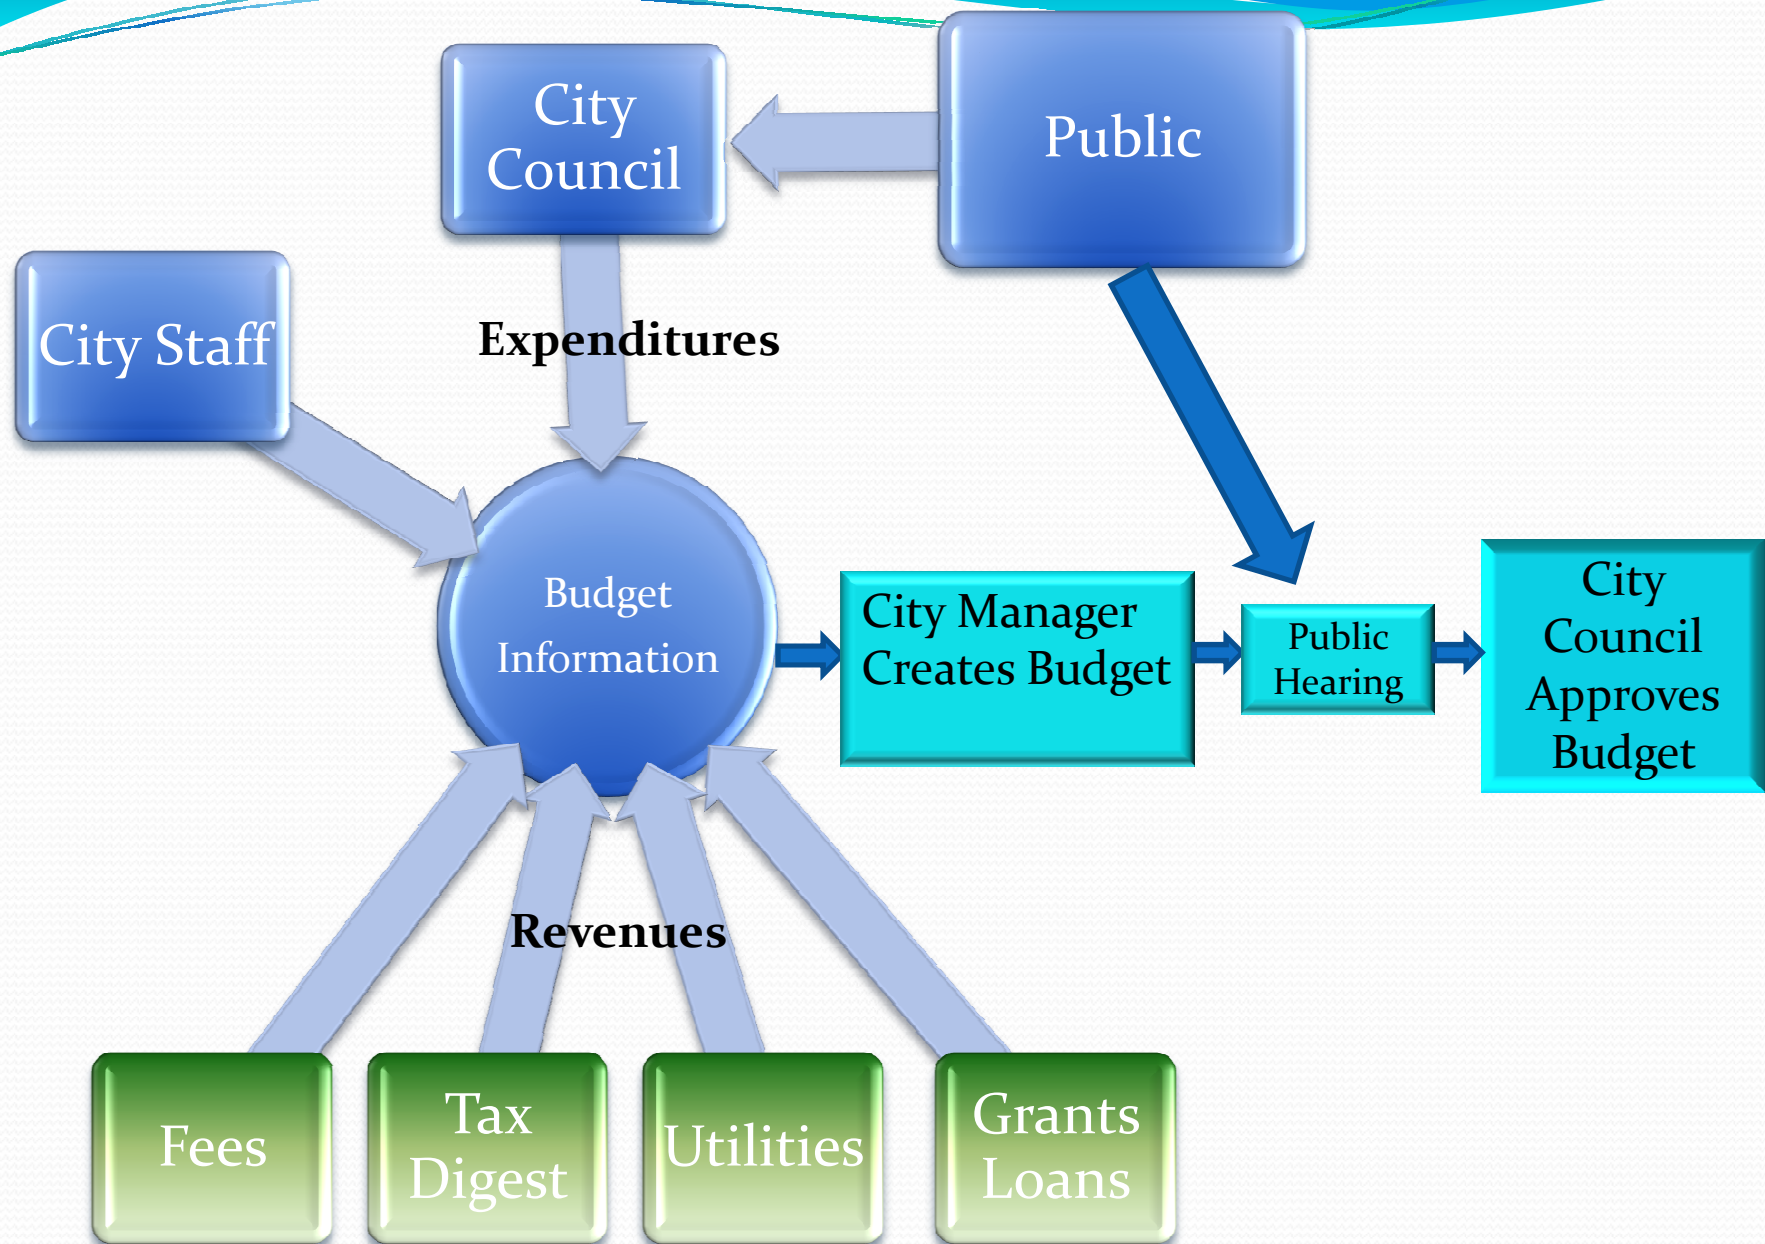 City
Council
Public
City Staff
Expenditures
Budget
Information
City Manager
Creates Budget
Public
Hearing
City
Council
Approves
Budget
Revenues
Fees
Tax
Digest
Utilities
Grants
Loans